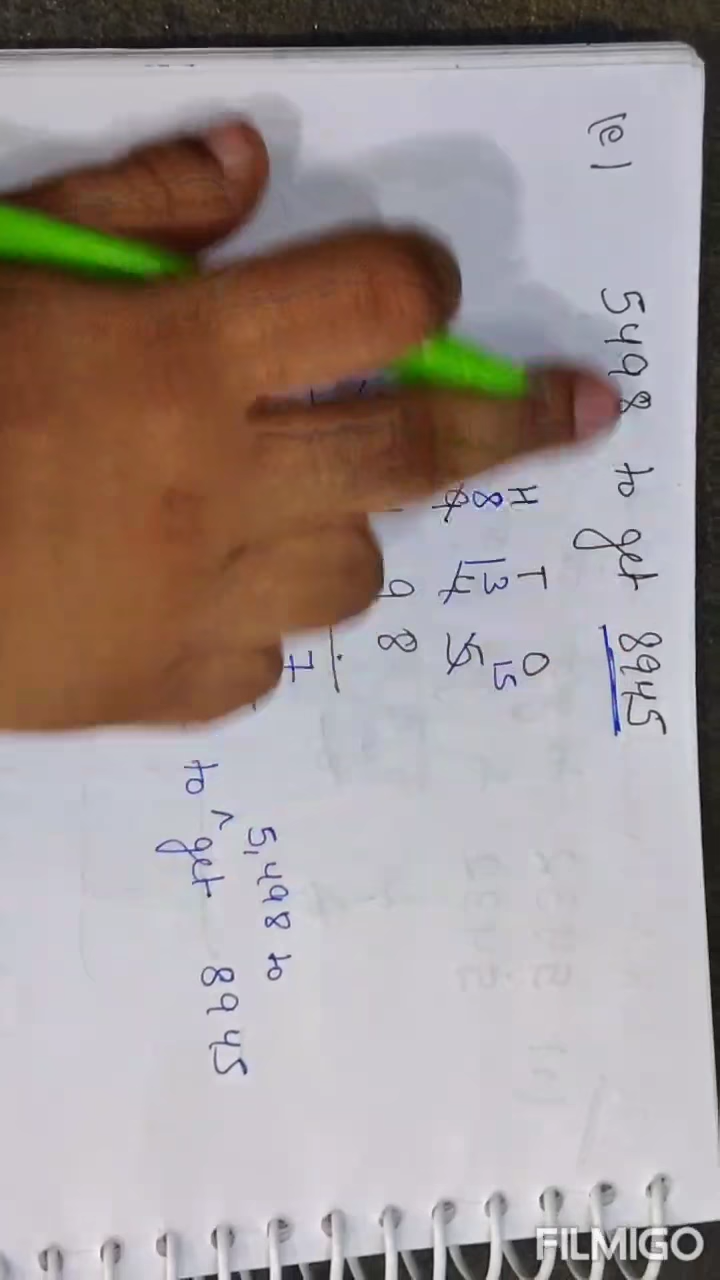 (e) 5498 to get 8945
H T O
8 13 15
9 4 5
9 8
7
5,498 to
to ^ get 8945
FILMIGO